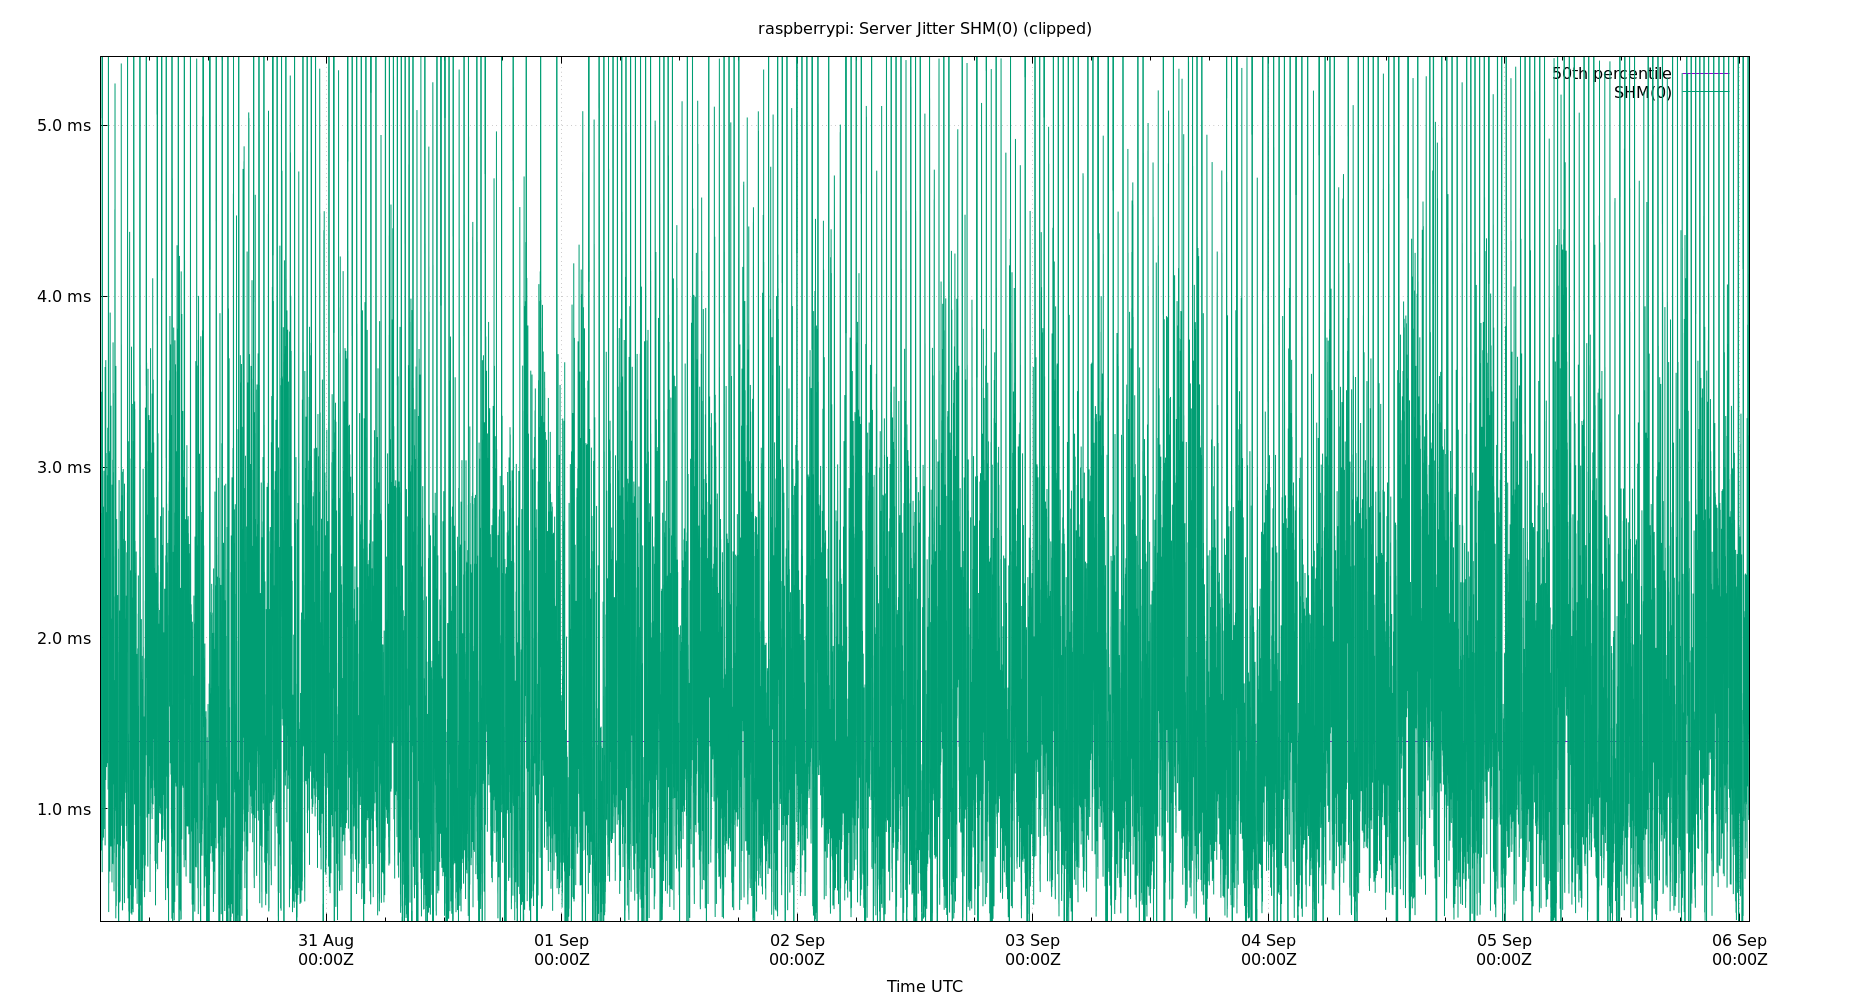 raspberrypi: Server Jitter SHM(0) (clipped)
50th percentile
SHM(0)
5.0 ms
4.0 ms
3.0 ms
2.0 ms
1.0 ms
31 Aug 01 Sep 02 Sep 03 Sep 04 Sep 05 Sep 06 Sep
00:00Z 00:00Z 00:00Z 00:00Z 00:00Z 00:00Z 00:00Z
Time UTC